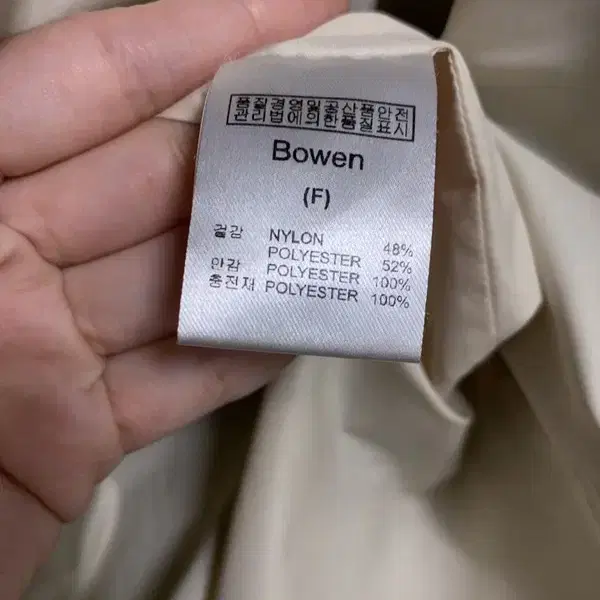 품질경영및공산품안전
관리법에의한품질표시
Bowen
(F)
겉감 NYLON 48%
POLYESTER 52%
안감 POLYESTER 100%
충전재 POLYESTER 100%